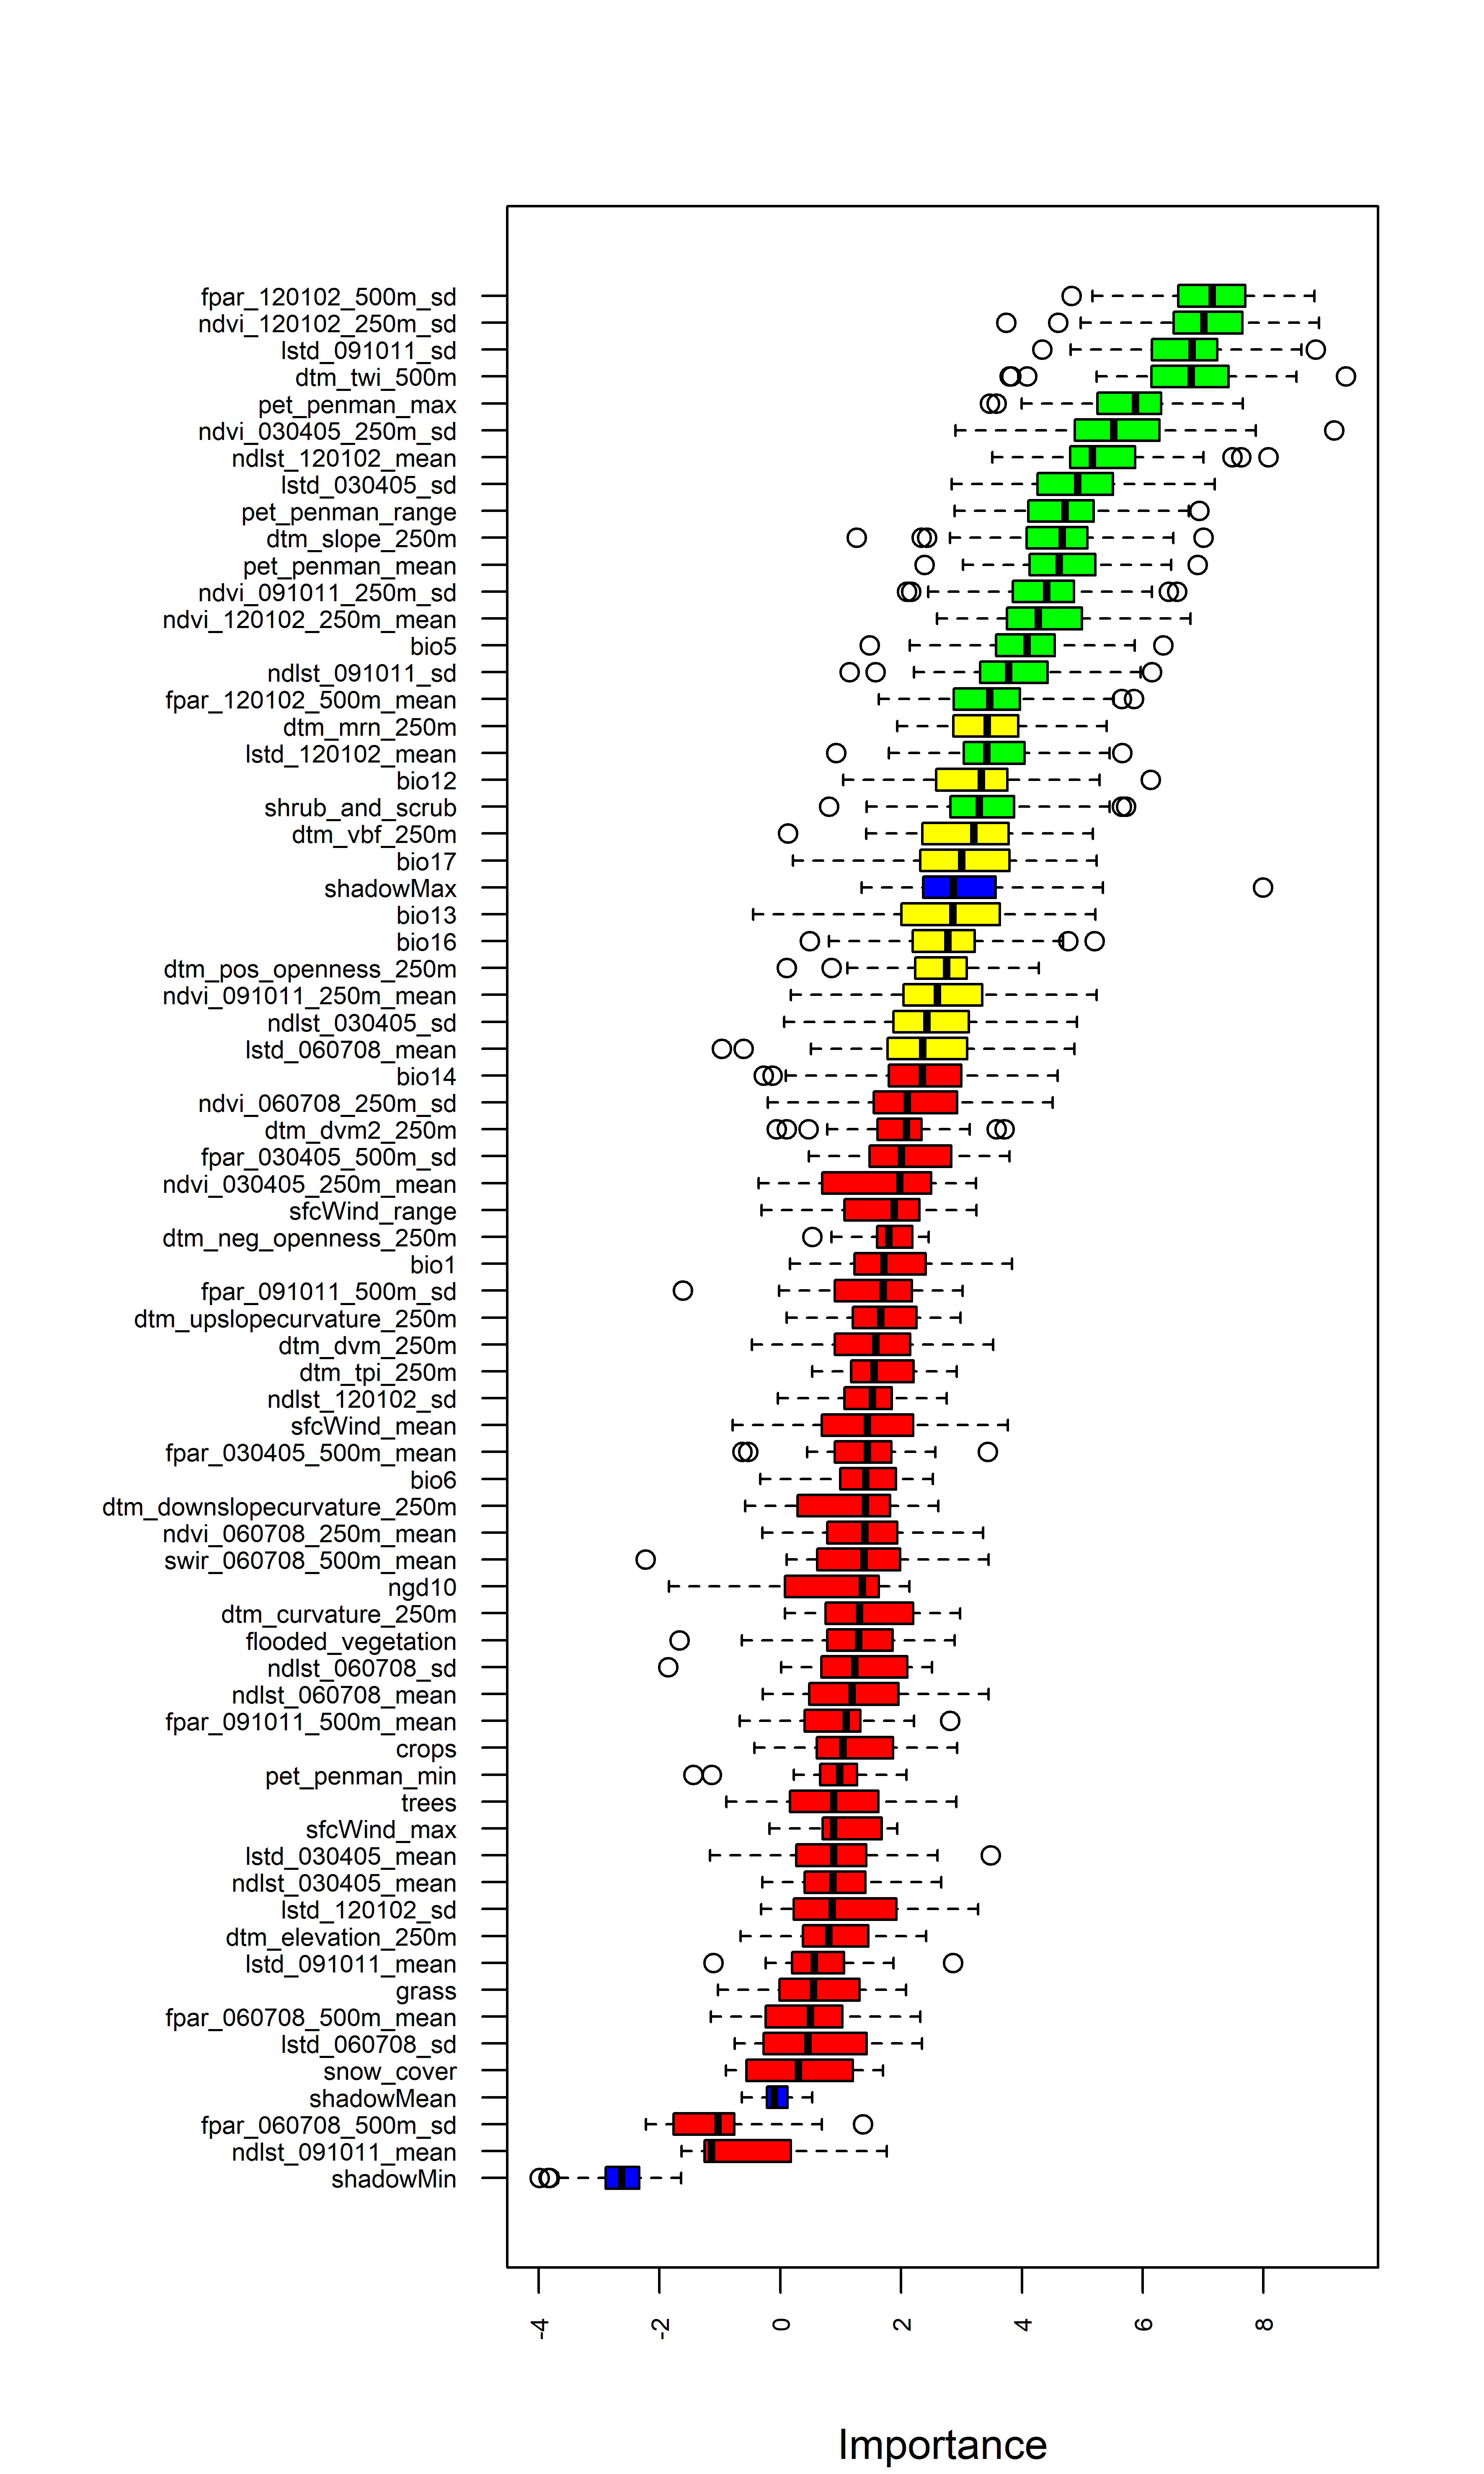 fpar_120102_500m_sd
ndvi_120102_250m_sd
lstd_091011_sd
dtm_twi_500m
pet_penman_max
ndvi_030405_250m_sd
ndlst_120102_mean
lstd_030405_sd
pet_penman_range
dtm_slope_250m
pet_penman_mean
ndvi_091011_250m_sd
ndvi_120102_250m_mean
bio5
ndlst_091011_sd
fpar_120102_500m_mean
dtm_mrn_250m
lstd_120102_mean
bio12
shrub_and_scrub
dtm_vbf_250m
bio17
shadowMax
bio13
bio16
dtm_pos_openness_250m
ndvi_091011_250m_mean
ndlst_030405_sd
lstd_060708_mean
bio14
ndvi_060708_250m_sd
dtm_dvm2_250m
fpar_030405_500m_sd
ndvi_030405_250m_mean
sfcWind_range
dtm_neg_openness_250m
bio1
fpar_091011_500m_sd
dtm_upslopecurvature_250m
dtm_dvm_250m
dtm_tpi_250m
ndlst_120102_sd
sfcWind_mean
fpar_030405_500m_mean
bio6
dtm_downslopecurvature_250m
ndvi_060708_250m_mean
swir_060708_500m_mean
ngd10
dtm_curvature_250m
flooded_vegetation
ndlst_060708_sd
ndlst_060708_mean
fpar_091011_500m_mean
crops
pet_penman_min
trees
sfcWind_max
lstd_030405_mean
ndlst_030405_mean
lstd_120102_sd
dtm_elevation_250m
lstd_091011_mean
grass
fpar_060708_500m_mean
lstd_060708_sd
snow_cover
shadowMean
fpar_060708_500m_sd
ndlst_091011_mean
shadowMin
-4 -2 0 2 4 6 8
Importance